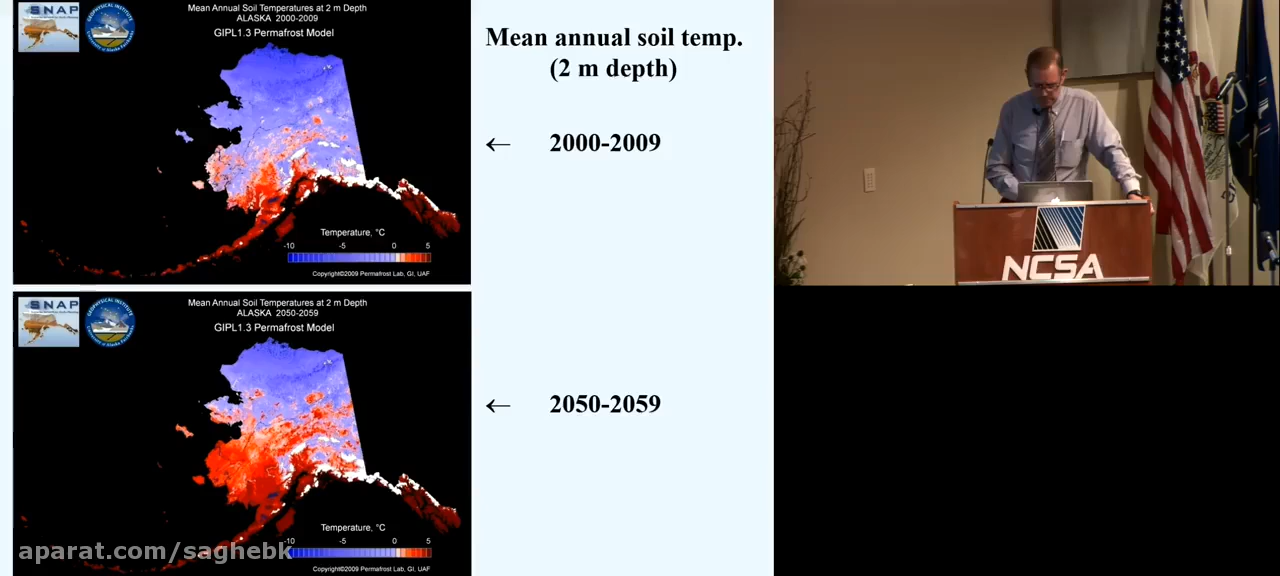 SNAP
Mean Annual Soil Temperatures at 2 m Depth
ALASKA 2000-2009
GIPL1.3 Permafrost Model
Temperature, °C
-10 -5 0 5
Copyright©2009 Permafrost Lab, GI, UAF
Mean annual soil temp.
(2 m depth)
← 2000-2009
NCSA
SNAP
Mean Annual Soil Temperatures at 2 m Depth
ALASKA 2050-2059
GIPL1.3 Permafrost Model
Temperature, °C
-10 -5 0 5
Copyright©2009 Permafrost Lab, GI, UAF
← 2050-2059
aparat.com/saghebk